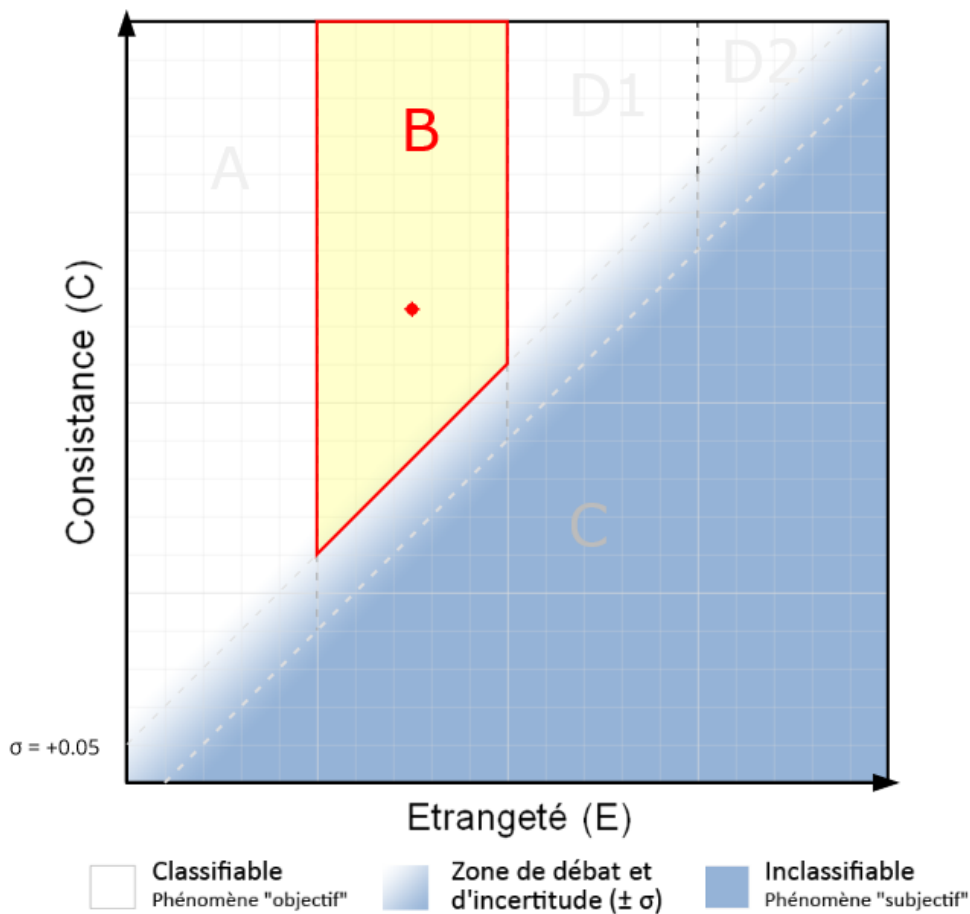 D2
D1
B
A
Consistance (C)
C
σ = +0.05
Etrangeté (E)
Classifiable
Phénomène "objectif"
Zone de débat et
d'incertitude (± σ)
Inclassifiable
Phénomène "subjectif"